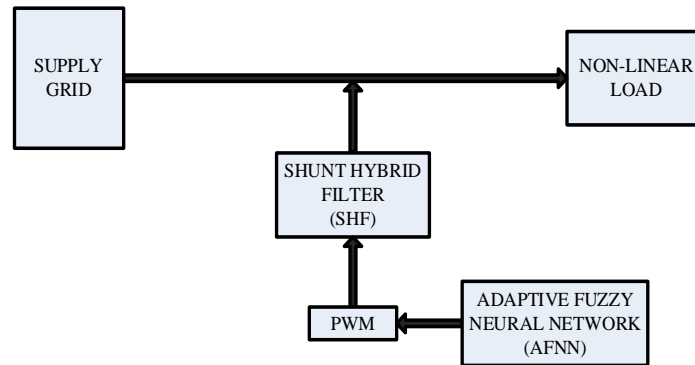 SUPPLY
GRID
NON-LINEAR
LOAD
SHUNT HYBRID
FILTER
(SHF)
PWM
ADAPTIVE FUZZY
NEURAL NETWORK
(AFNN)